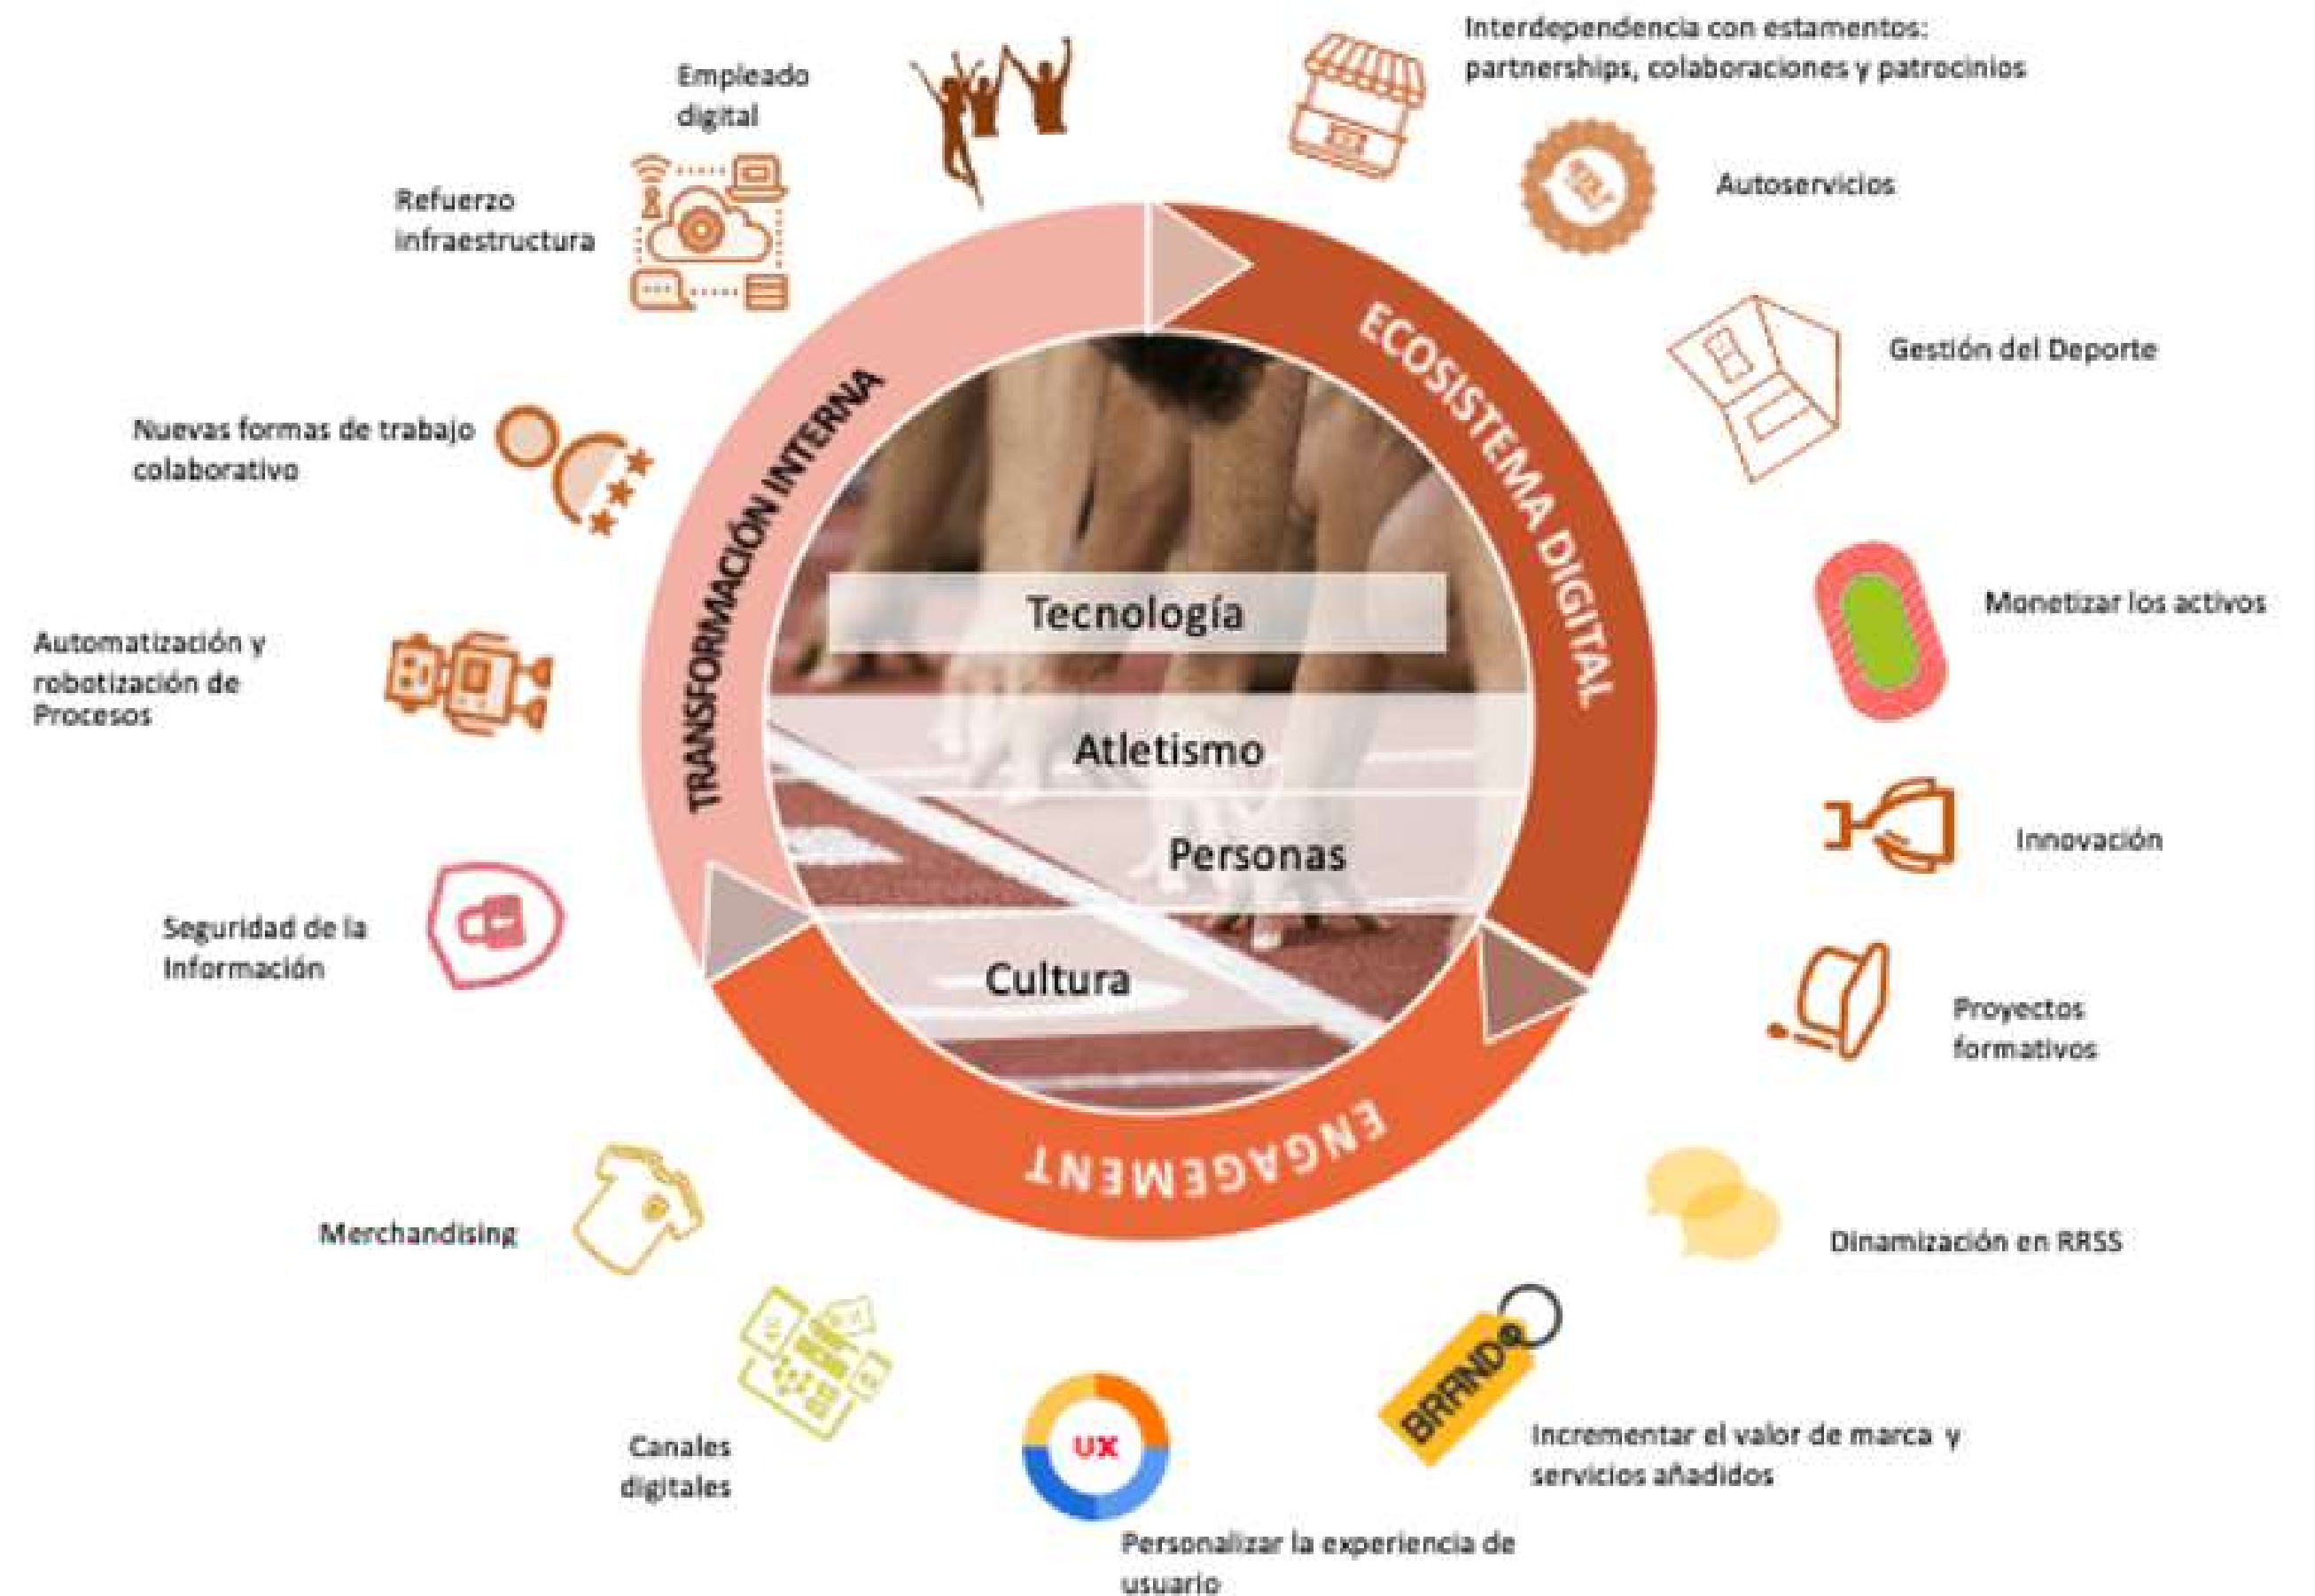 Interdependencia con estamentos:
partnerships, colaboraciones y patrocinios
Autoservicios
Gestión del Deporte
Monetizar los activos
Innovación
Proyectos
formativos
Dinamización en RRSS
BRAND
Incrementar el valor de marca y
servicios añadidos
UX
Personalizar la experiencia de
usuario
Canales
digitales
Merchandising
Seguridad de la
Información
Automatización y
robotización de
Procesos
Nuevas formas de trabajo
colaborativo
Refuerzo
infraestructura
Empleado
digital
TRANSFORMACIÓN INTERNA
ECOSISTEMA DIGITAL
ENGAGEMENT
Tecnología
Atletismo
Personas
Cultura